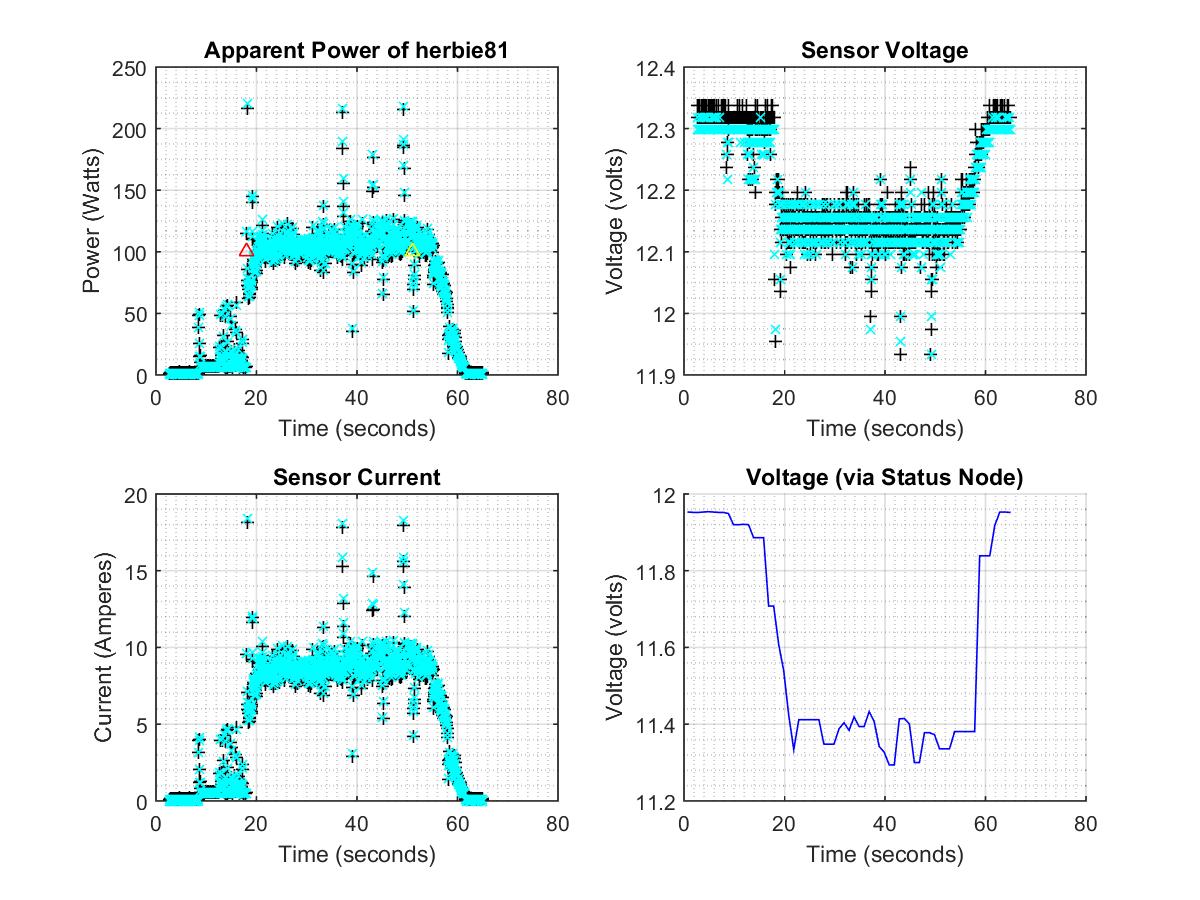 Apparent Power of herbie81
250
200
150
100
50
0
Power (Watts)
0 20 40 60 80
Time (seconds)
Sensor Voltage
12.4
12.3
12.2
12.1
12
11.9
Voltage (volts)
0 20 40 60 80
Time (seconds)
Sensor Current
20
15
10
5
0
Current (Amperes)
0 20 40 60 80
Time (seconds)
Voltage (via Status Node)
12
11.8
11.6
11.4
11.2
Voltage (volts)
0 20 40 60 80
Time (seconds)